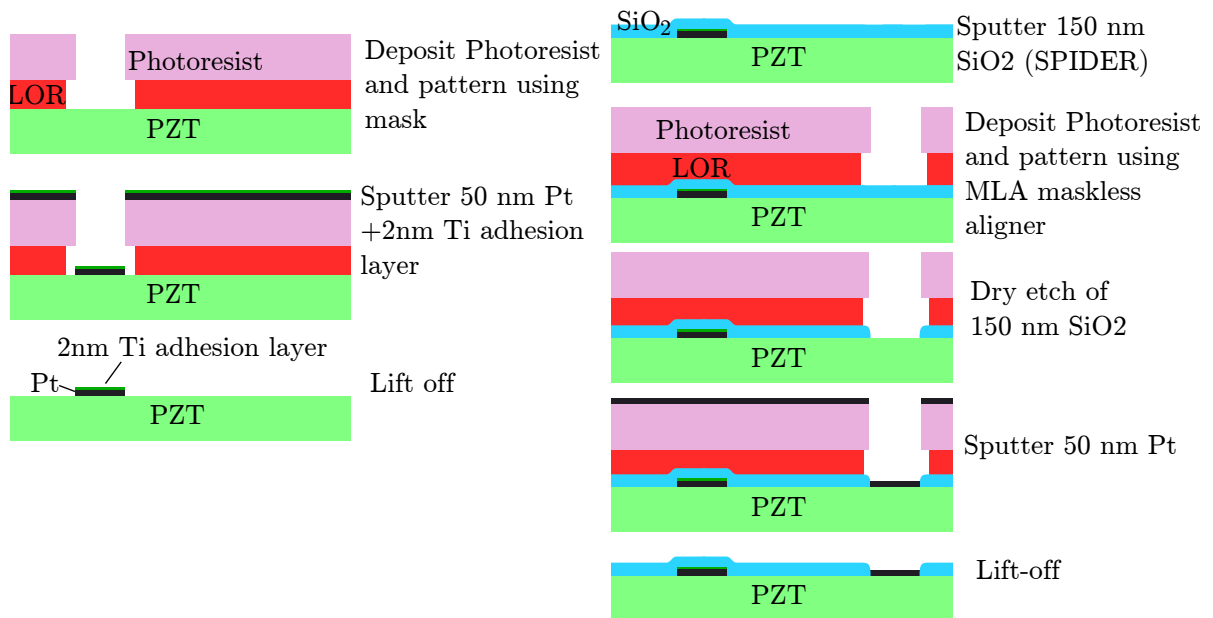 Photoresist
LOR
PZT
Deposit Photoresist
and pattern using
mask
Sputter 50 nm Pt
+2nm Ti adhesion
layer
PZT
2nm Ti adhesion layer
Pt
PZT
Lift off
SiO₂
PZT
Sputter 150 nm
SiO2 (SPIDER)
Photoresist
LOR
PZT
Deposit Photoresist
and pattern using
MLA maskless
aligner
PZT
Dry etch of
150 nm SiO2
PZT
Sputter 50 nm Pt
PZT
Lift-off